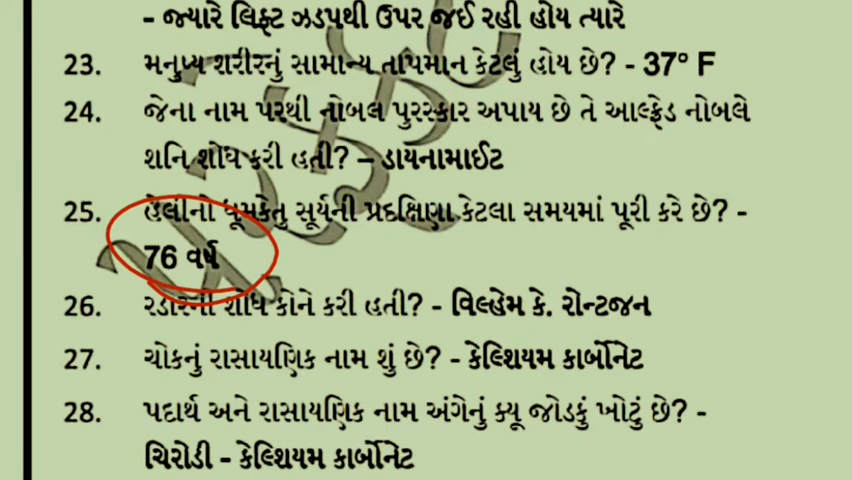 - જ્યારે લિફ્ટ ઝડપથી ઉપર જઈ રહી હોય ત્યારે
23. મનુષ્ય શરીરનું સામાન્ય તાપમાન કેટલું હોય છે? - 37° F
24. જેના નામ પરથી નોબલ પુરસ્કાર અપાય છે તે આલ્ફ્રેડ નોબલે
શનિ શોધ કરી હતી? – ડાયનામાઈટ
25. હેલીનો ધૂમકેતુ સૂર્યની પ્રદક્ષિણા કેટલા સમયમાં પૂરી કરે છે? -
76 વર્ષ
26. રડારની શોધ કોને કરી હતી? - વિલ્હેમ કે. રોન્ટજન
27. ચોકનું રાસાયણિક નામ શું છે? - કેલ્શિયમ કાર્બોનેટ
28. પદાર્થ અને રાસાયણિક નામ અંગેનું ક્યૂ જોડકું ખોટું છે? -
ચિરોડી - કેલ્શિયમ કાર્બોનેટ